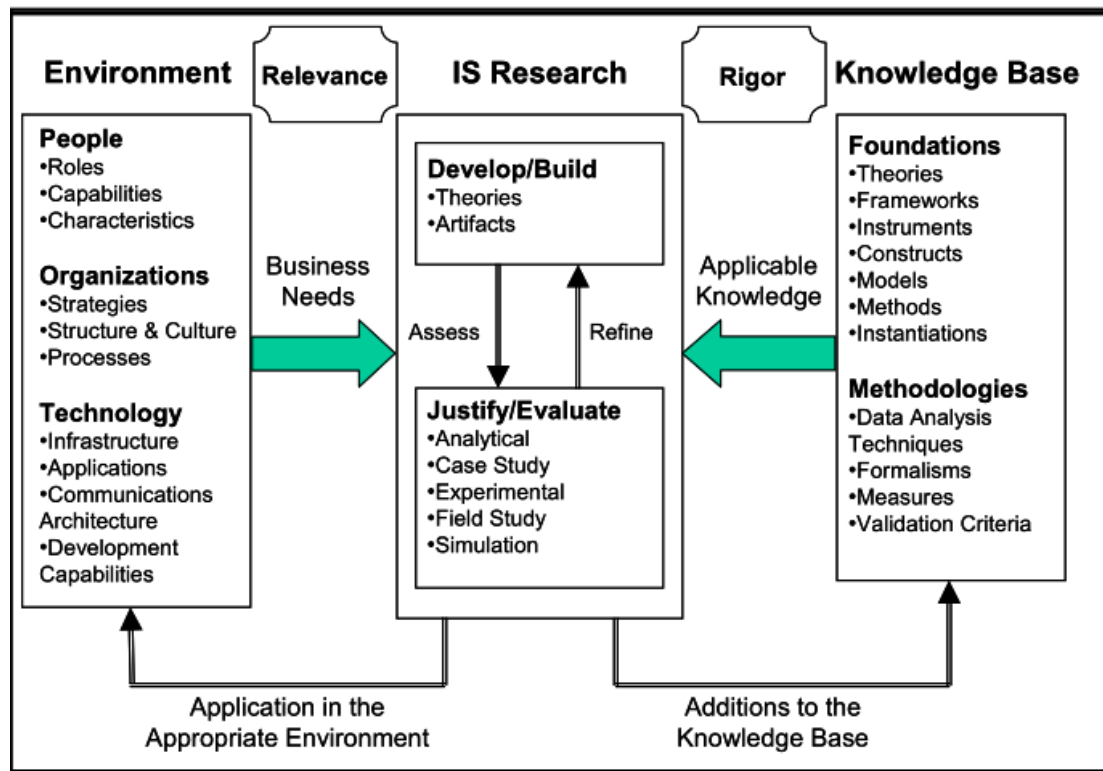 Environment
Relevance
IS Research
Rigor
Knowledge Base
People
•Roles
•Capabilities
•Characteristics
Organizations
•Strategies
•Structure & Culture
•Processes
Technology
•Infrastructure
•Applications
•Communications
Architecture
•Development
Capabilities
Business
Needs
Develop/Build
•Theories
•Artifacts
Assess
Refine
Justify/Evaluate
•Analytical
•Case Study
•Experimental
•Field Study
•Simulation
Applicable
Knowledge
Foundations
•Theories
•Frameworks
•Instruments
•Constructs
•Models
•Methods
•Instantiations
Methodologies
•Data Analysis
Techniques
•Formalisms
•Measures
•Validation Criteria
Application in the
Appropriate Environment
Additions to the
Knowledge Base